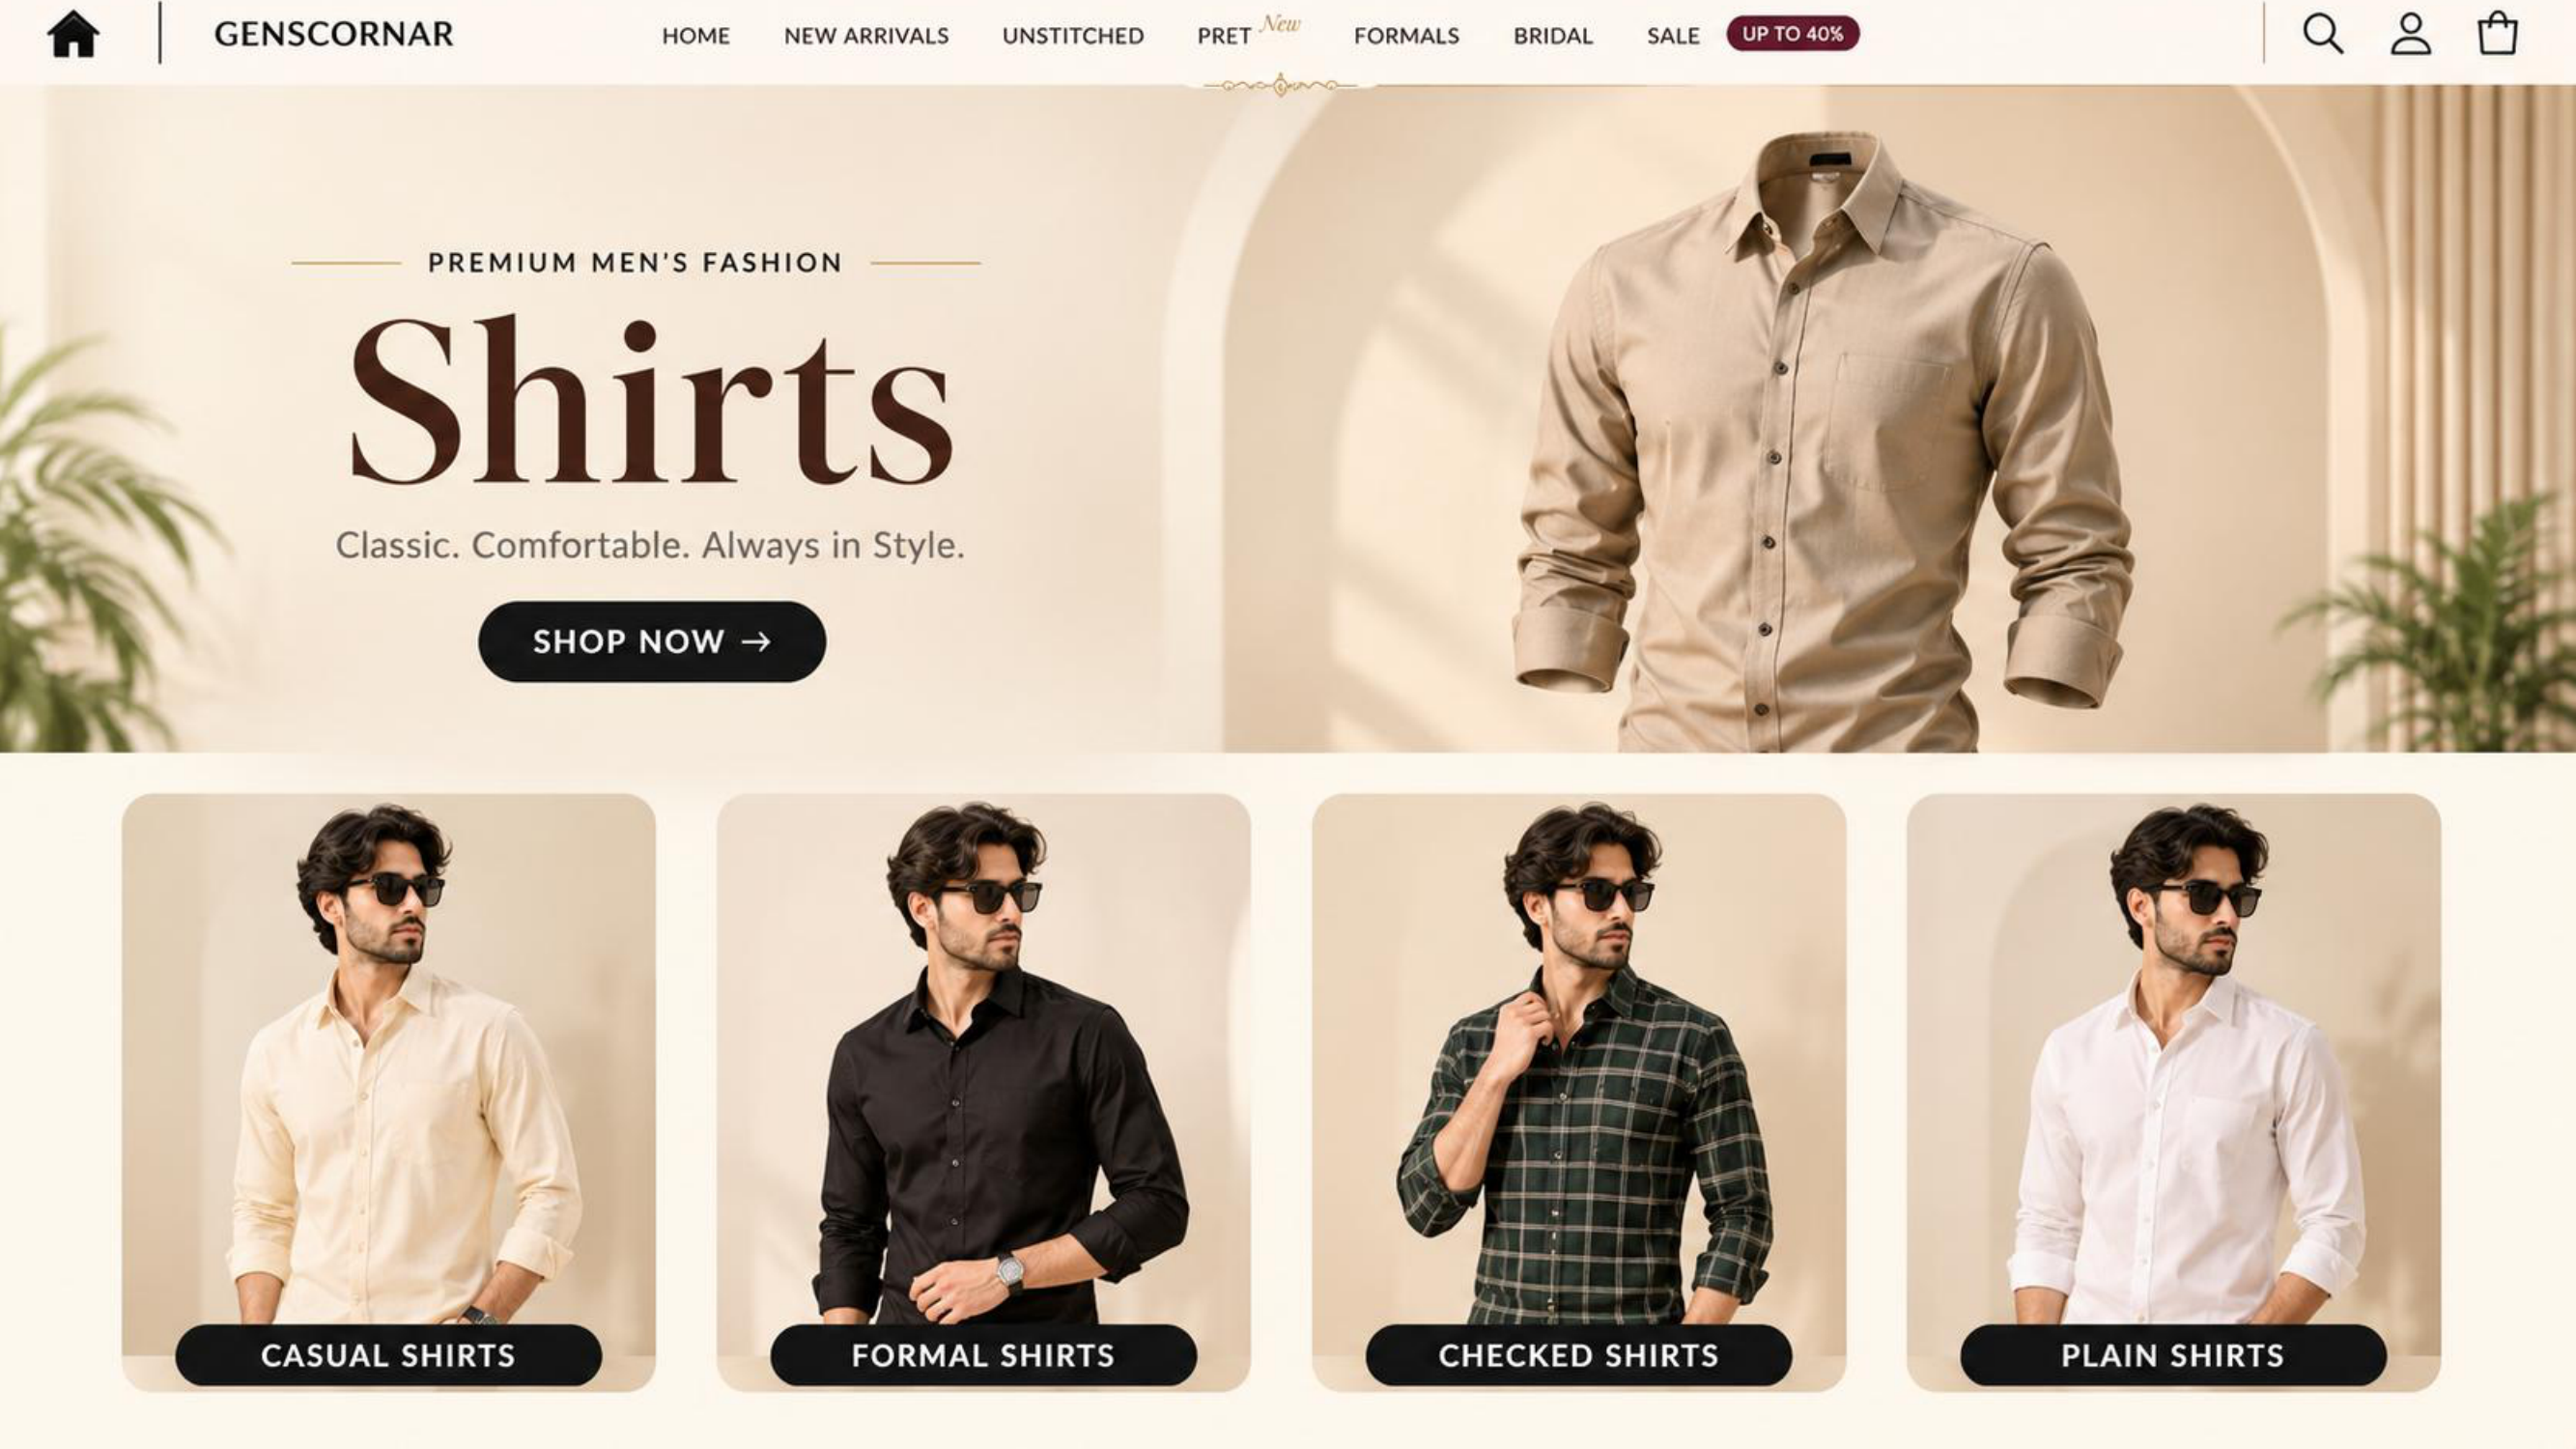 GENSCORNAR
HOME NEW ARRIVALS UNSTITCHED PRET New FORMALS BRIDAL SALE UP TO 40%
PREMIUM MEN'S FASHION
Shirts
Classic. Comfortable. Always in Style.
SHOP NOW →
CASUAL SHIRTS
FORMAL SHIRTS
CHECKED SHIRTS
PLAIN SHIRTS